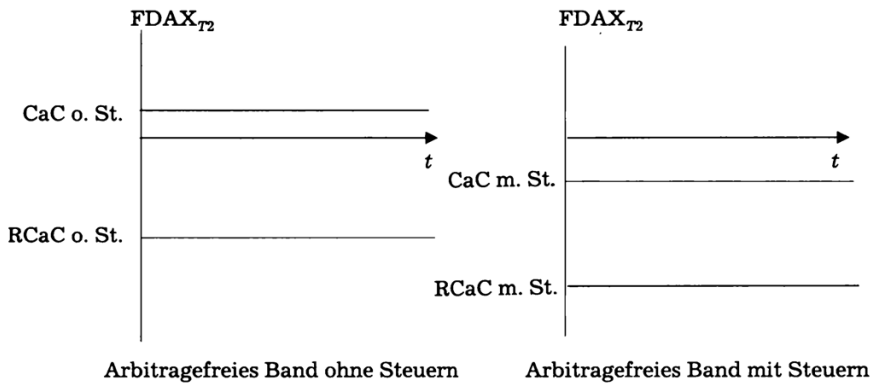 FDAX_T2
CaC o. St.
t
RCaC o. St.
Arbitragefreies Band ohne Steuern
FDAX_T2
t
CaC m. St.
RCaC m. St.
Arbitragefreies Band mit Steuern